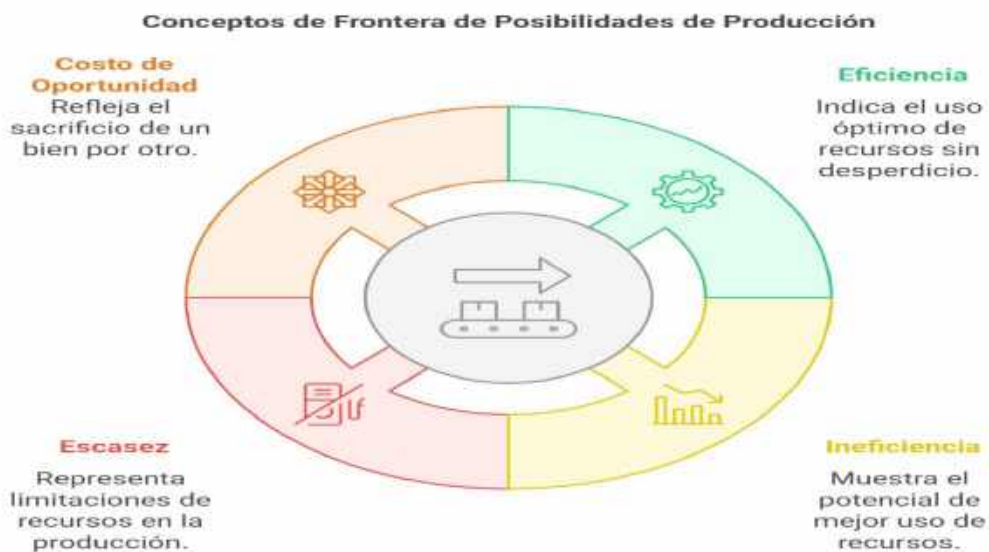 Conceptos de Frontera de Posibilidades de Producción
Costo de
Oportunidad
Refleja el
sacrificio de un
bien por otro.
Eficiencia
Indica el uso
óptimo de
recursos sin
desperdicio.
Escasez
Representa
limitaciones de
recursos en la
producción.
Ineficiencia
Muestra el
potencial de
mejor uso de
recursos.